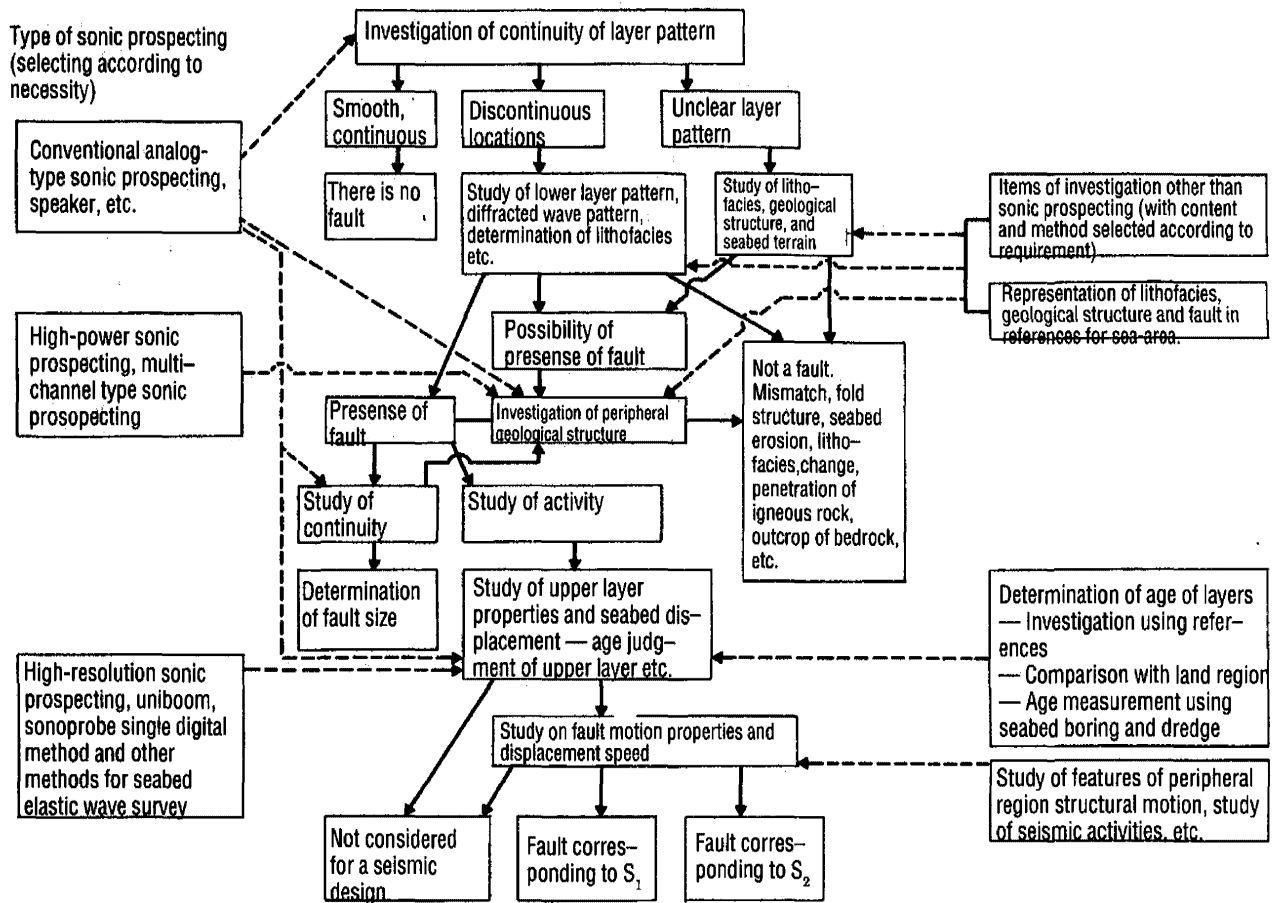 Type of sonic prospecting
(selecting according to
necessity)
Investigation of continuity of layer pattern
Smooth,
continuous
Discontinuous
locations
Unclear layer
pattern
Conventional analog-
type sonic prospecting,
speaker, etc.
There is no
fault
Study of lower layer pattern,
diffracted wave pattern,
determination of lithofacies
etc.
Study of litho-
facies, geological
structure, and
seabed terrain
Items of investigation other than
sonic prospecting (with content
and method selected according to
requirement)
Representation of lithofacies,
geological structure and fault in
references for sea-area.
High-power sonic
prospecting, multi-
channel type sonic
prosopecting
Possibility of
presense of fault
Not a fault.
Mismatch, fold
structure, seabed
erosion, litho-
facies,change,
penetration of
igneous rock,
outcrop of bedrock,
etc.
Presense of
fault
Investigation of peripheral
geological structure
Study of
continuity
Study of activity
Determination
of fault size
Study of upper layer
properties and seabed dis-
placement — age judg-
ment of upper layer etc.
Determination of age of layers
— Investigation using refer-
ences
— Comparison with land region
— Age measurement using
seabed boring and dredge
High-resolution sonic
prospecting, uniboom,
sonoprobe single digital
method and other
methods for seabed
elastic wave survey
Study on fault motion properties and
displacement speed
Study of features of peripheral
region structural motion, study
of seismic activities, etc.
Not considered
for a seismic
design
Fault corres-
ponding to S₁
Fault corres-
ponding to S₂